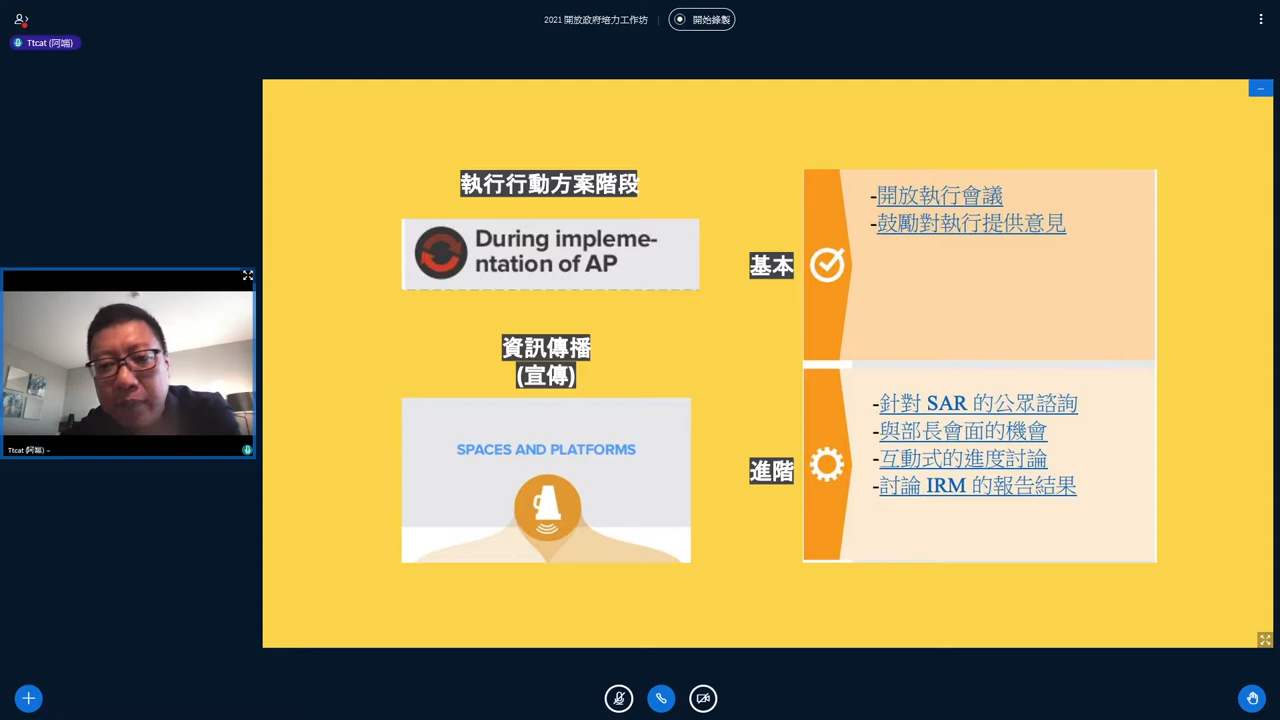 2021 開放政府培力工作坊
開始錄製
Ttcat (阿端)
執行行動方案階段
During impleme-
ntation of AP
資訊傳播
(宣傳)
SPACES AND PLATFORMS
基本
-開放執行會議
-鼓勵對執行提供意見
進階
-針對 SAR 的公眾諮詢
-與部長會面的機會
-互動式的進度討論
-討論 IRM 的報告結果
Ttcat (阿端)